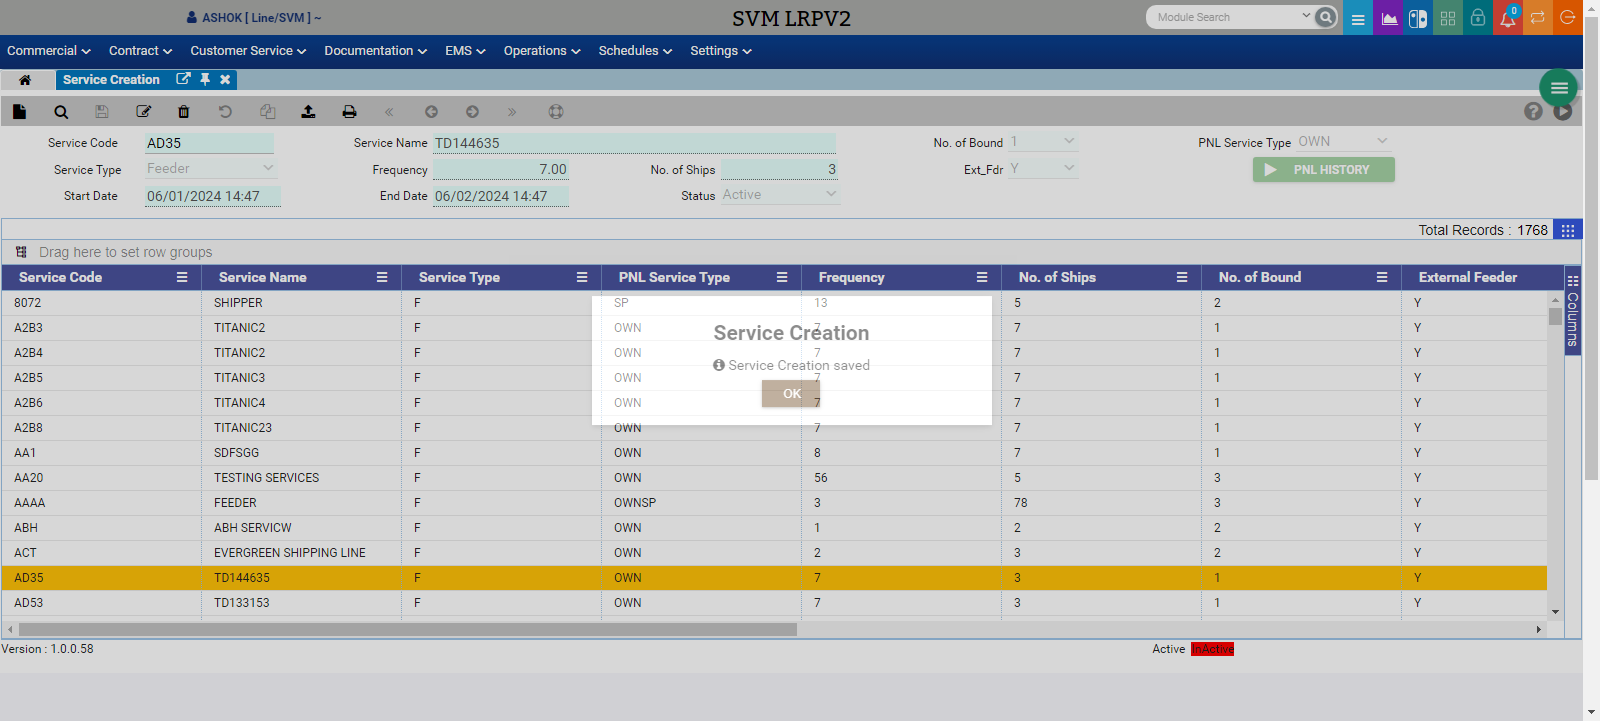 ASHOK [ Line/SVM ] ~ SVM LRPV2 Module Search 0
Commercial Contract Customer Service Documentation EMS Operations Schedules Settings
Service Creation
Service Code AD35 Service Name TD144635 No. of Bound 1 PNL Service Type OWN
Service Type Feeder Frequency 7.00 No. of Ships 3 Ext_Fdr Y PNL HISTORY
Start Date 06/01/2024 14:47 End Date 06/02/2024 14:47 Status Active
Total Records : 1768
Drag here to set row groups
Service Code Service Name Service Type PNL Service Type Frequency No. of Ships No. of Bound External Feeder
Columns
8072 SHIPPER F SP 13 5 2 Y
A2B3 TITANIC2 F OWN 7 7 1 Y
A2B4 TITANIC2 F OWN 7 7 1 Y
A2B5 TITANIC3 F OWN 7 7 1 Y
A2B6 TITANIC4 F OWN 7 7 1 Y
A2B8 TITANIC23 F OWN 7 7 1 Y
AA1 SDFSGG F OWN 8 7 1 Y
AA20 TESTING SERVICES F OWN 56 5 3 Y
AAAA FEEDER F OWNSP 3 78 3 Y
ABH ABH SERVICW F OWN 1 2 2 Y
ACT EVERGREEN SHIPPING LINE F OWN 2 3 2 Y
AD35 TD144635 F OWN 7 3 1 Y
AD53 TD133153 F OWN 7 3 1 Y
Service Creation
Service Creation saved
OK
Version : 1.0.0.58 Active InActive